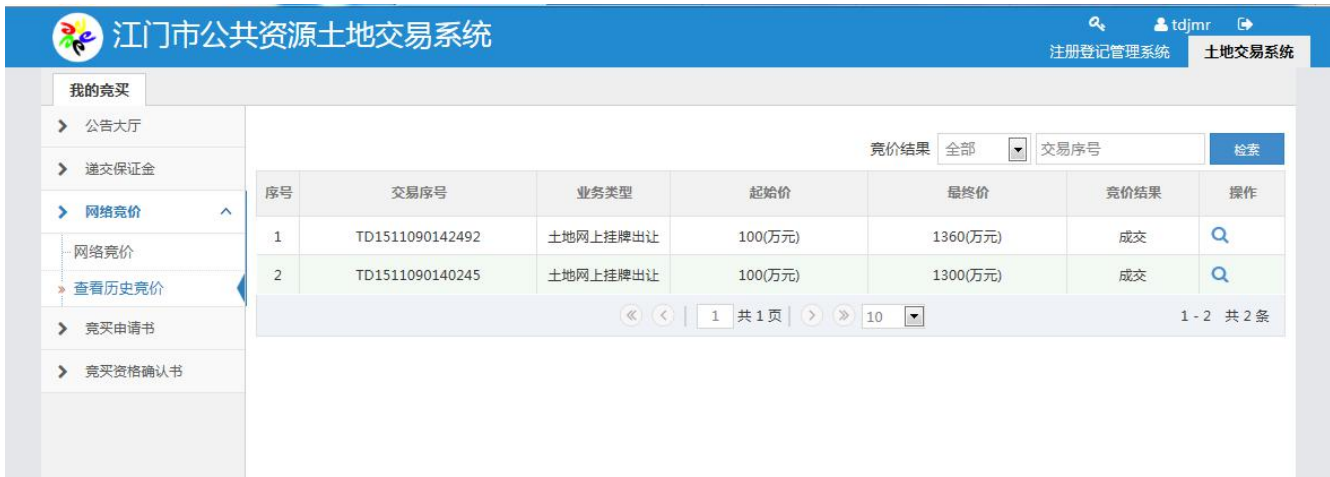 江门市公共资源土地交易系统
tdjmr
注册登记管理系统 土地交易系统
我的竞买
公告大厅
递交保证金
网络竞价
网络竞价
查看历史竞价
竞买申请书
竞买资格确认书
竞价结果 全部 交易序号 检索
序号 交易序号 业务类型 起始价 最终价 竞价结果 操作
1 TD1511090142492 土地网上挂牌出让 100(万元) 1360(万元) 成交
2 TD1511090140245 土地网上挂牌出让 100(万元) 1300(万元) 成交
1 共 1 页 10 1 - 2 共 2 条